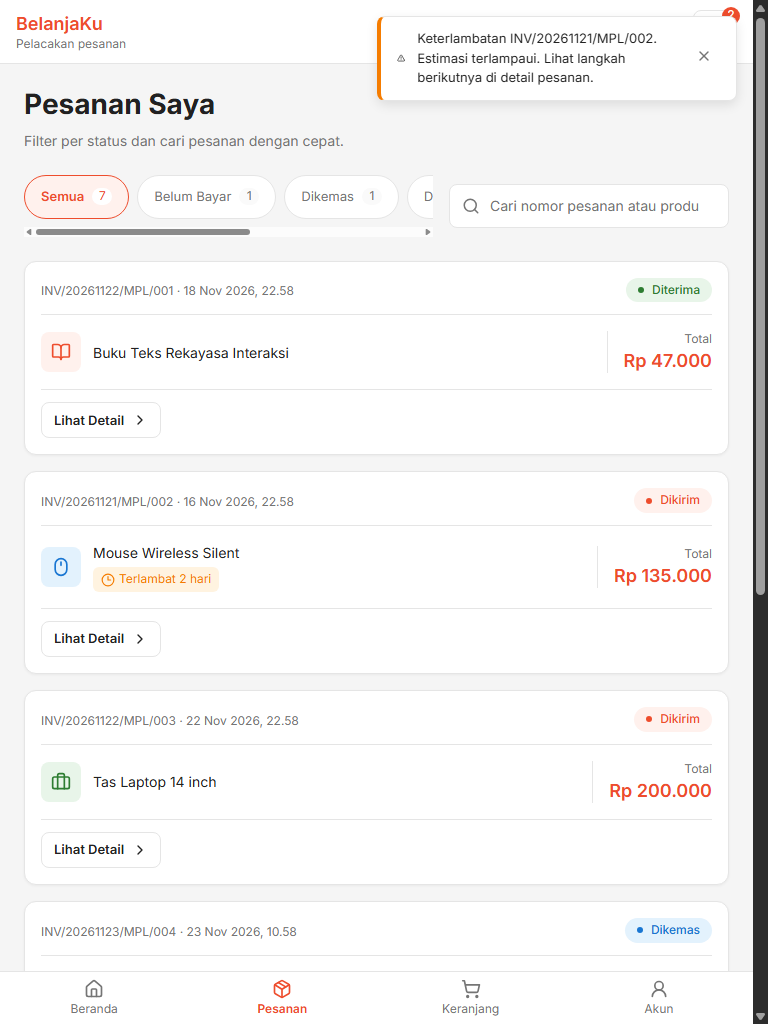 BelanjaKu
Pelacakan pesanan
2
Keterlambatan INV/20261121/MPL/002.
Estimasi terlampaui. Lihat langkah
berikutnya di detail pesanan.
Pesanan Saya
Filter per status dan cari pesanan dengan cepat.
Semua 7
Belum Bayar 1
Dikemas 1
D
Cari nomor pesanan atau produ
INV/20261122/MPL/001 · 18 Nov 2026, 22.58
Diterima
Buku Teks Rekayasa Interaksi
Total
Rp 47.000
Lihat Detail
INV/20261121/MPL/002 · 16 Nov 2026, 22.58
Dikirim
Mouse Wireless Silent
Terlambat 2 hari
Total
Rp 135.000
Lihat Detail
INV/20261122/MPL/003 · 22 Nov 2026, 22.58
Dikirim
Tas Laptop 14 inch
Total
Rp 200.000
Lihat Detail
INV/20261123/MPL/004 · 23 Nov 2026, 10.58
Dikemas
Beranda
Pesanan
Keranjang
Akun